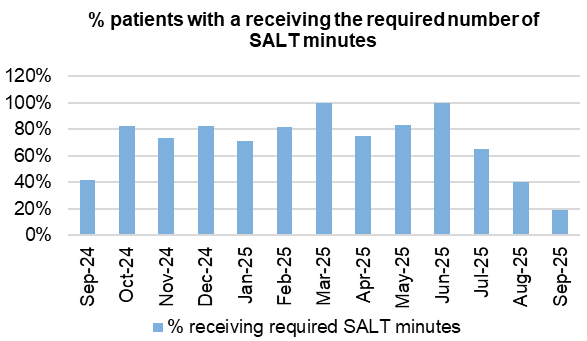 % patients with a receiving the required number of
SALT minutes
120%
100%
80%
60%
40%
20%
0%
Sep-24
Oct-24
Nov-24
Dec-24
Jan-25
Feb-25
Mar-25
Apr-25
May-25
Jun-25
Jul-25
Aug-25
Sep-25
% receiving required SALT minutes